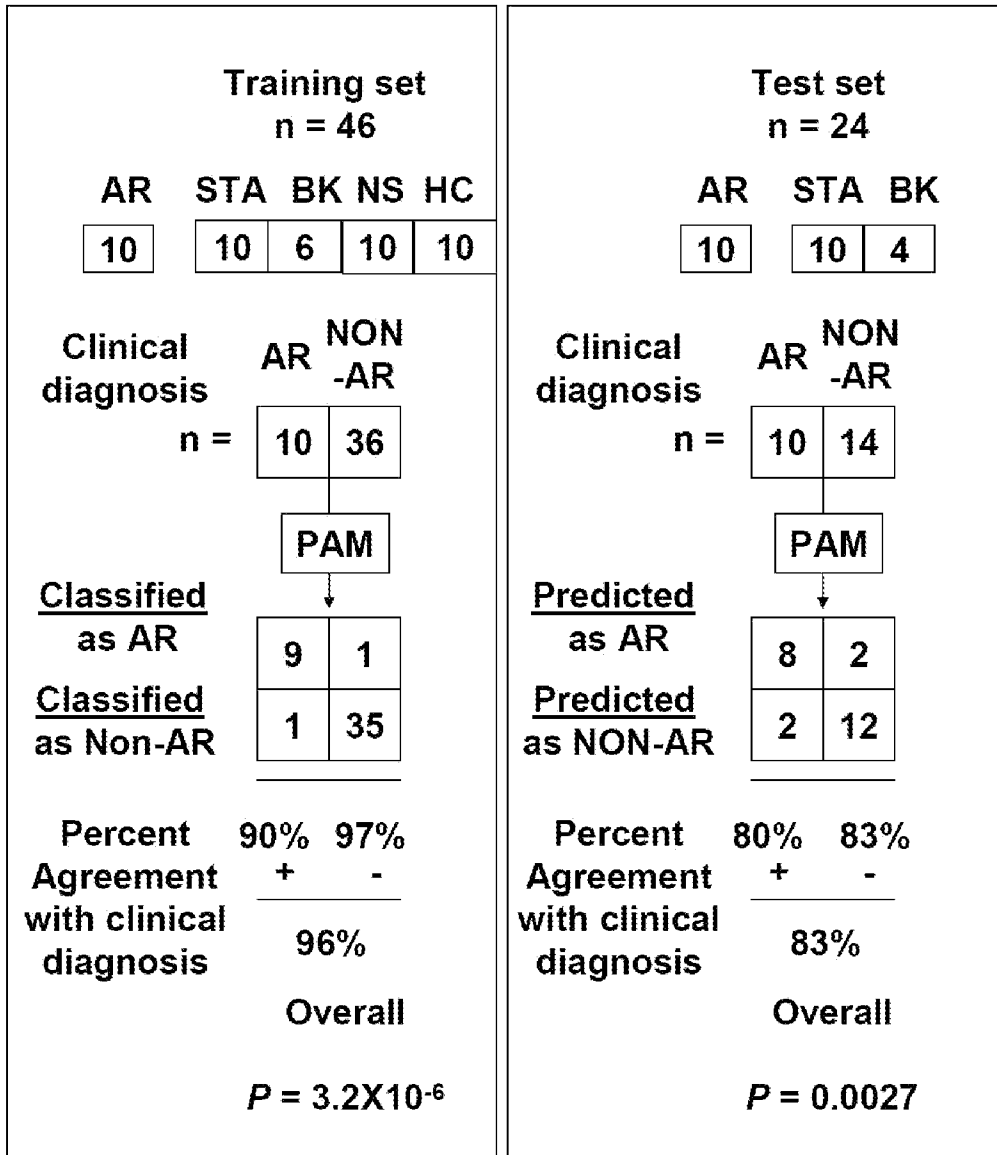 Training set
n = 46
AR STA BK NS HC
10 10 6 10 10
Clinical diagnosis
AR NON-AR
n = 10 36
PAM
Classified as AR
9 1
Classified as Non-AR
1 35
Percent Agreement with clinical diagnosis
90% 97%
+ -
96%
Overall
P = 3.2X10-6
Test set
n = 24
AR STA BK
10 10 4
Clinical diagnosis
AR NON-AR
n = 10 14
PAM
Predicted as AR
8 2
Predicted as NON-AR
2 12
Percent Agreement with clinical diagnosis
80% 83%
+ -
83%
Overall
P = 0.0027